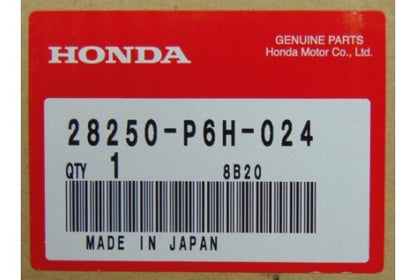 HONDA
GENUINE PARTS
Honda Motor Co., Ltd.
28250-P6H-024
QTY 1 8B20
MADE IN JAPAN